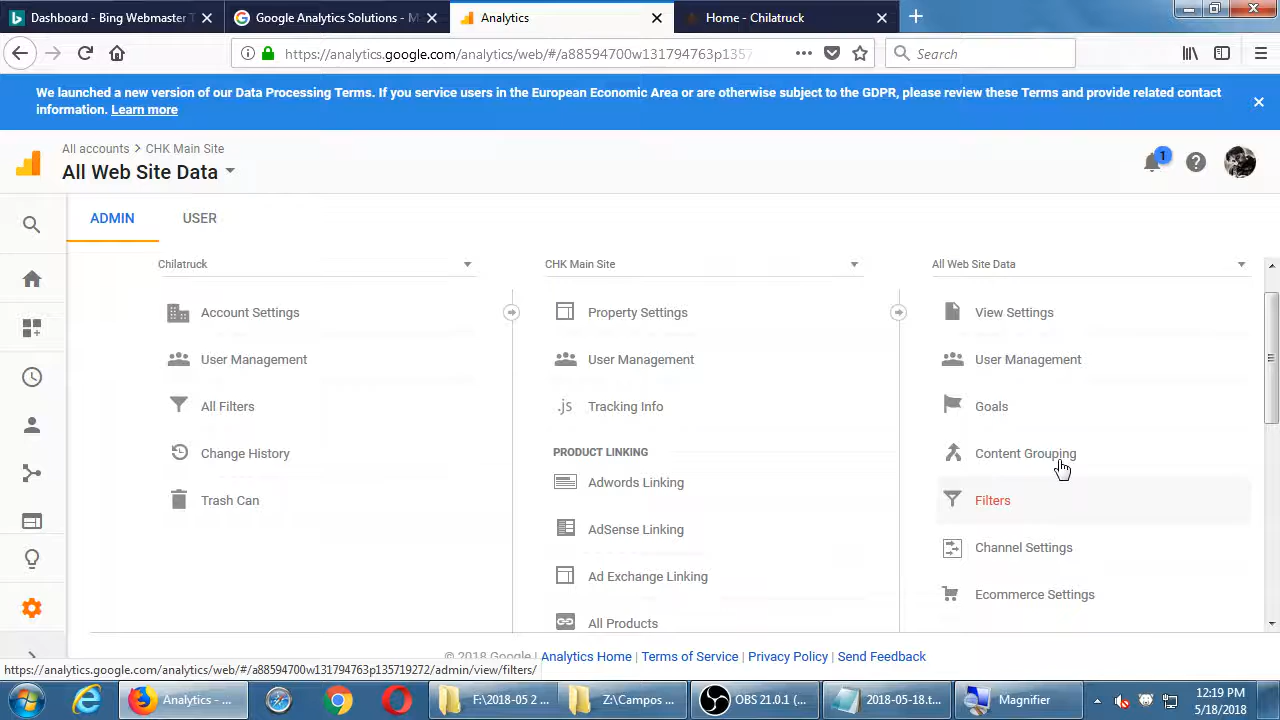 Dashboard - Bing Webmaster T
Google Analytics Solutions - M
Analytics
Home - Chilatruck
https://analytics.google.com/analytics/web/#/a88594700w131794763p1357
Search
We launched a new version of our Data Processing Terms. If you service users in the European Economic Area or are otherwise subject to the GDPR, please review these Terms and provide related contact
information. Learn more
All accounts > CHK Main Site
All Web Site Data
1
ADMIN
USER
Chilatruck
CHK Main Site
All Web Site Data
Account Settings
Property Settings
View Settings
User Management
User Management
User Management
All Filters
.js Tracking Info
Goals
Change History
PRODUCT LINKING
Content Grouping
Trash Can
Adwords Linking
Filters
AdSense Linking
Channel Settings
Ad Exchange Linking
Ecommerce Settings
All Products
© 2018 Google | Analytics Home | Terms of Service | Privacy Policy | Send Feedback
https://analytics.google.com/analytics/web/#/a88594700w131794763p135719272/admin/view/filters/
Analytics - ...
F:\2018-05 2 ...
Z:\Campos ...
OBS 21.0.1 (...
2018-05-18.t...
Magnifier
12:19 PM
5/18/2018